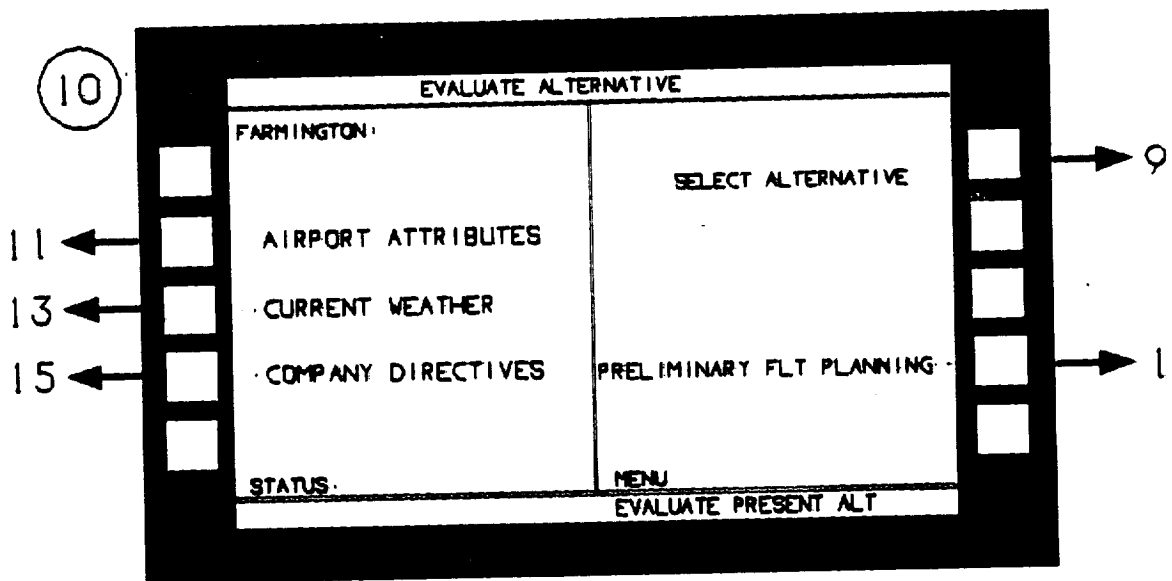 10
EVALUATE ALTERNATIVE
FARMINGTON:
SELECT ALTERNATIVE
9
11
AIRPORT ATTRIBUTES
13
CURRENT WEATHER
15
COMPANY DIRECTIVES
PRELIMINARY FLT PLANNING
1
STATUS:
MENU
EVALUATE PRESENT ALT